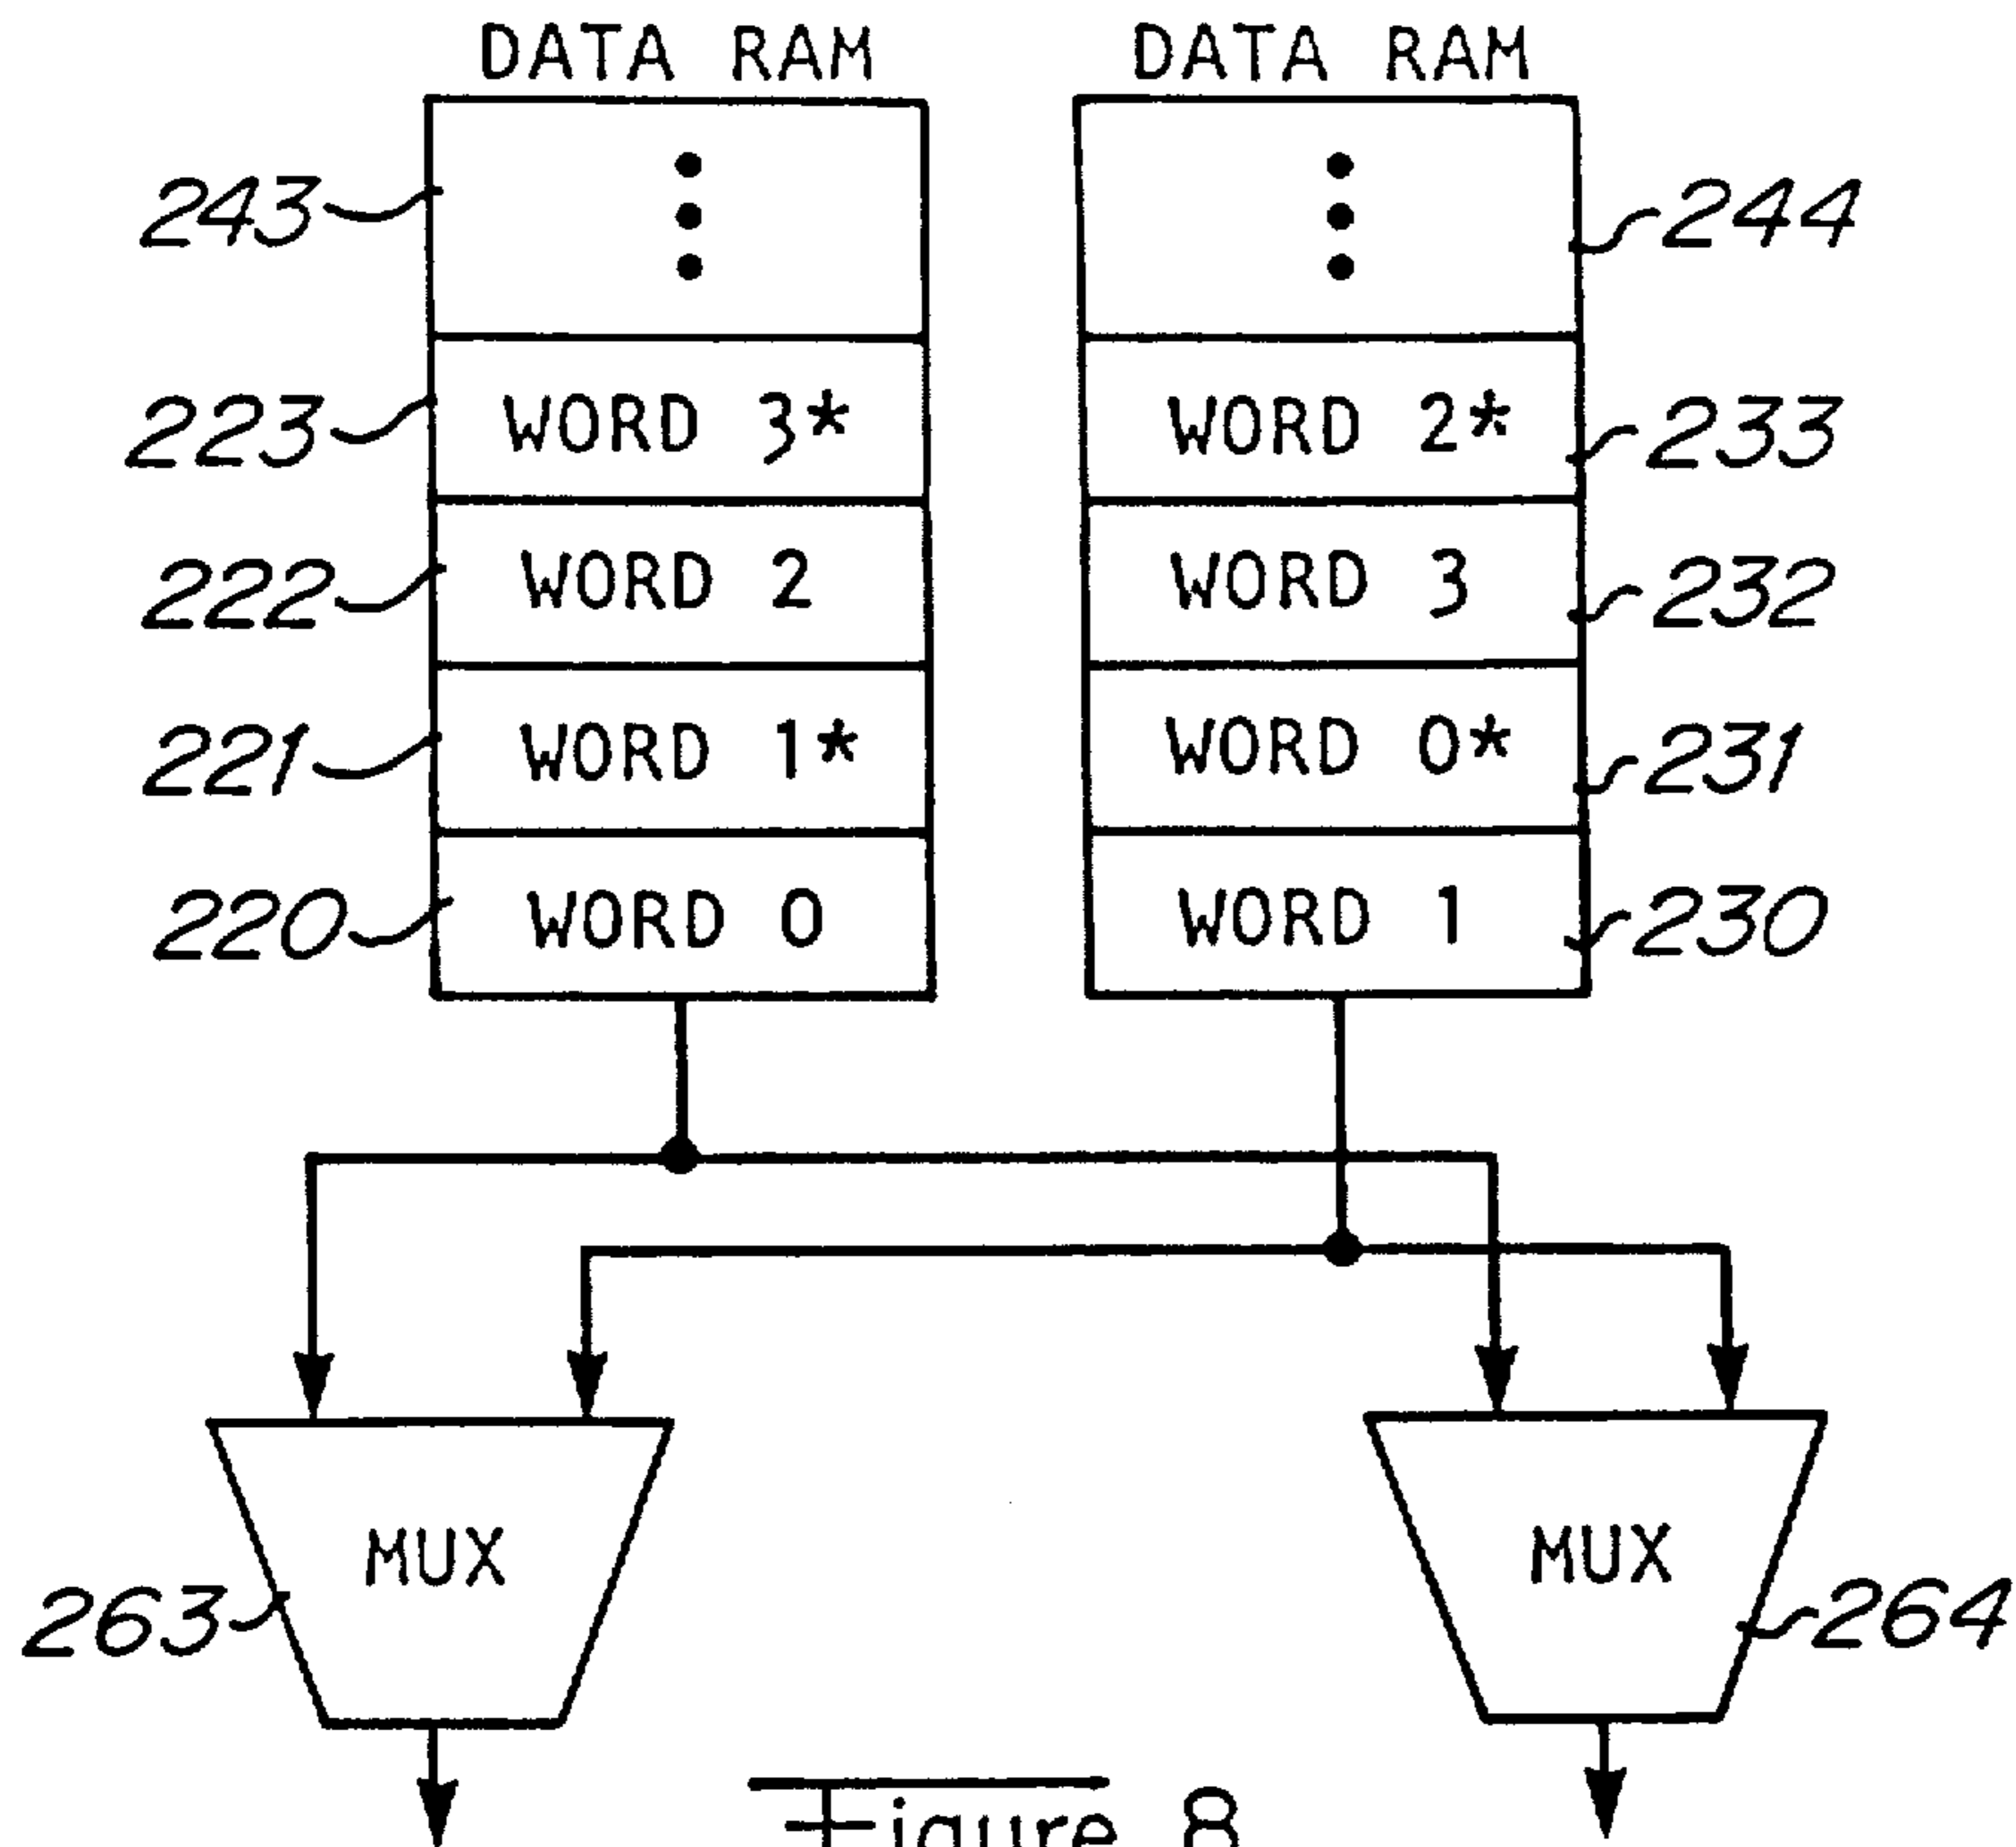 DATA RAM DATA RAM
243 244
223 WORD 3* WORD 2* 233
222 WORD 2 WORD 3 232
221 WORD 1* WORD 0* 231
220 WORD 0 WORD 1 230
MUX MUX
263 264
Figure 8